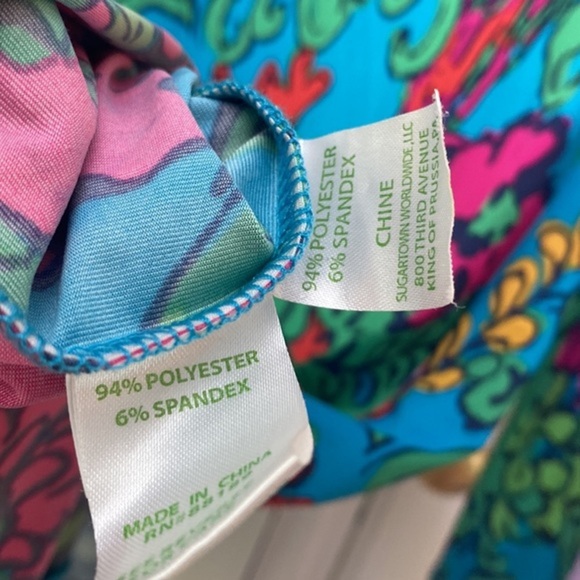 94% POLYESTER
6% SPANDEX
CHINE
SUGARTOWN WORLDWIDE, LLC
800 THIRD AVENUE
KING OF PRUSSIA, PA
94% POLYESTER
6% SPANDEX
MADE IN CHINA